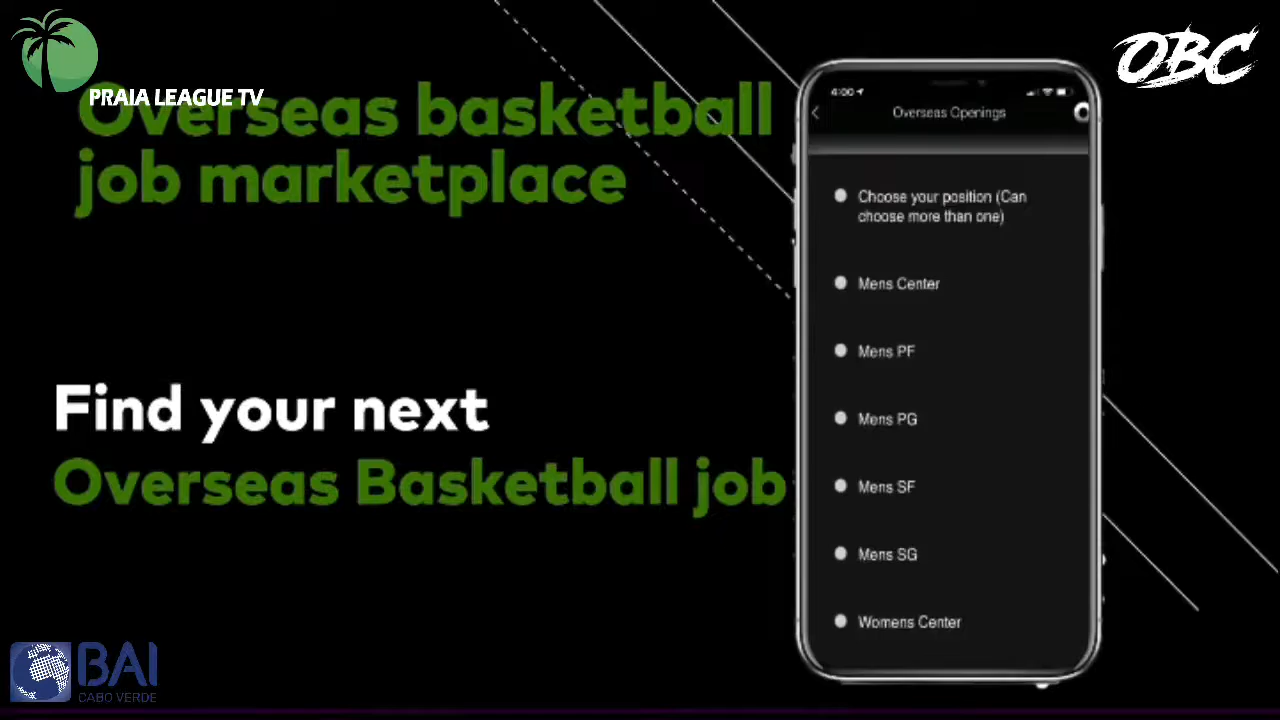 PRAIA LEAGUE TV
OBC
Overseas basketball
job marketplace
Find your next
Overseas Basketball job
4:00
Overseas Openings
Choose your position (Can
choose more than one)
Mens Center
Mens PF
Mens PG
Mens SF
Mens SG
Womens Center
BAI
CABO VERDE